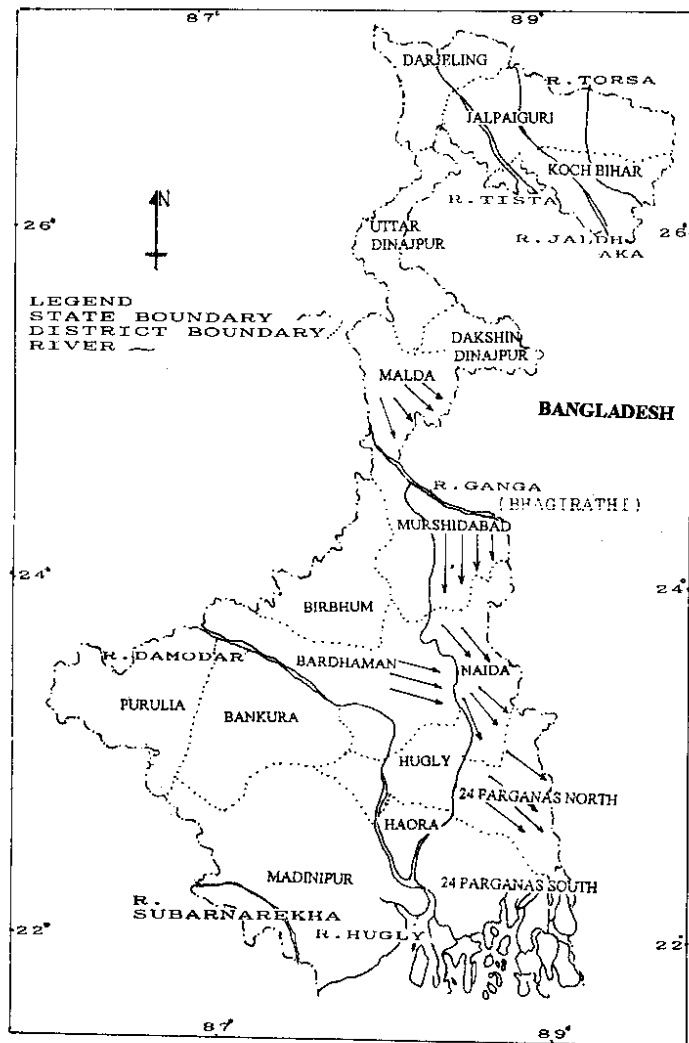 87°
89°
DARJELING
R. TORSA
JALPAIGURI
KOCH BIHAR
R. TISTA
N
26°
UTTAR
DINAJPUR
R. JALDH
AKA
26°
LEGEND
STATE BOUNDARY
DISTRICT BOUNDARY
RIVER
DAKSHIN
DINAJPUR
MALDA
BANGLADESH
R. GANGA
(BHAGIRATHI)
MURSHIDABAD
24°
24°
BIRBHUM
R. DAMODAR
BARDHAMAN
NAIDA
PURULIA
BANKURA
HUGLY
24 PARGANAS NORTH
HAORA
MADINIPUR
24 PARGANAS SOUTH
R.
SUBARNAREKHA
R. HUGLY
22°
22°
87°
89°